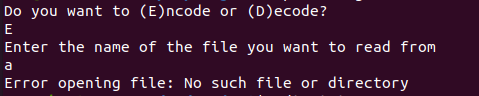 Do you want to (E)ncode or (D)ecode?
E
Enter the name of the file you want to read from
a
Error opening file: No such file or directory